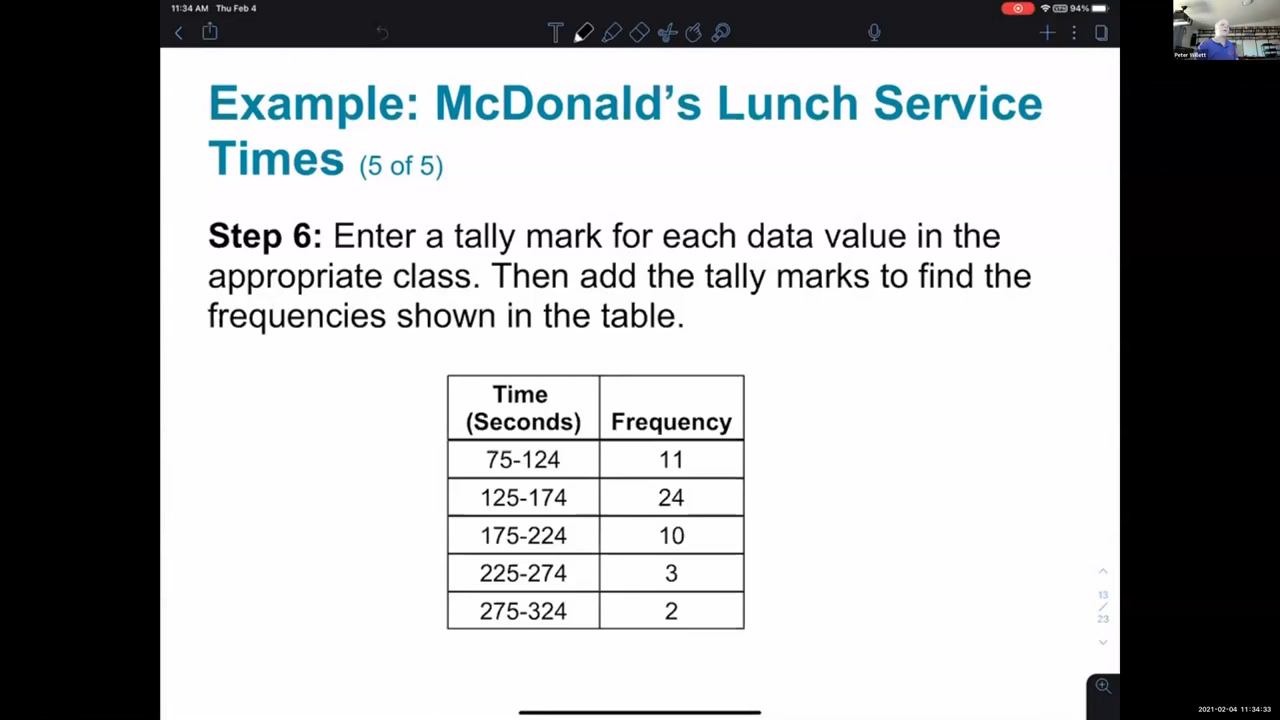 11:34 AM Thu Feb 4
94%
Example: McDonald's Lunch Service
Times (5 of 5)
Step 6: Enter a tally mark for each data value in the
appropriate class. Then add the tally marks to find the
frequencies shown in the table.
Time
(Seconds) Frequency
75-124 11
125-174 24
175-224 10
225-274 3
275-324 2
13
/
23
2021-02-04 11:34:33